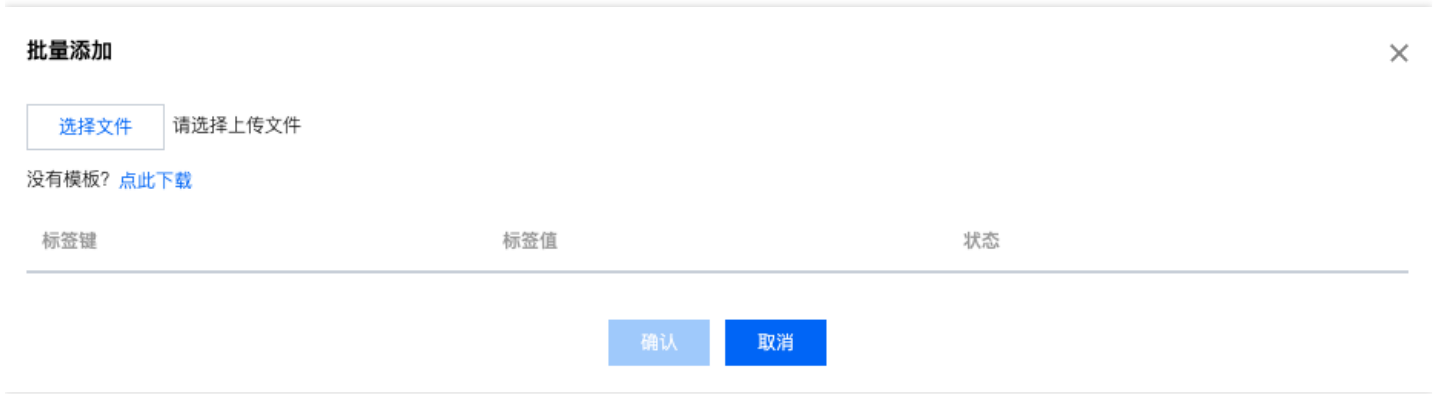 批量添加
选择文件 请选择上传文件
没有模板? 点此下载
标签键 标签值 状态
确认 取消